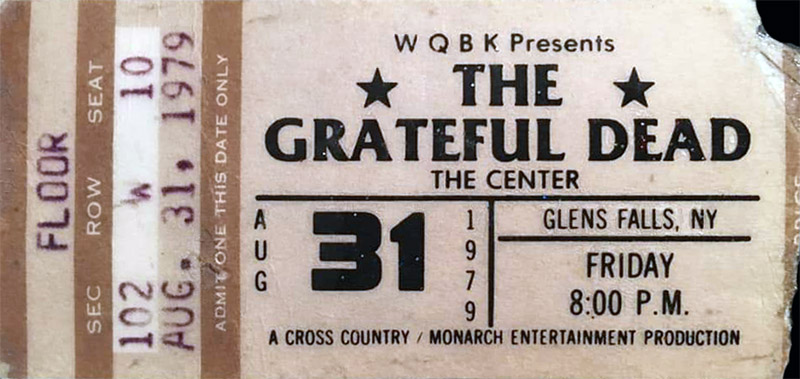 FLOOR
SEC ROW SEAT
102 W 10
AUG. 31, 1979
ADMIT ONE THIS DATE ONLY
W Q B K Presents
★ THE ★
GRATEFUL DEAD
THE CENTER
AUG 31 1979
GLENS FALLS, NY
FRIDAY
8:00 P.M.
A CROSS COUNTRY / MONARCH ENTERTAINMENT PRODUCTION